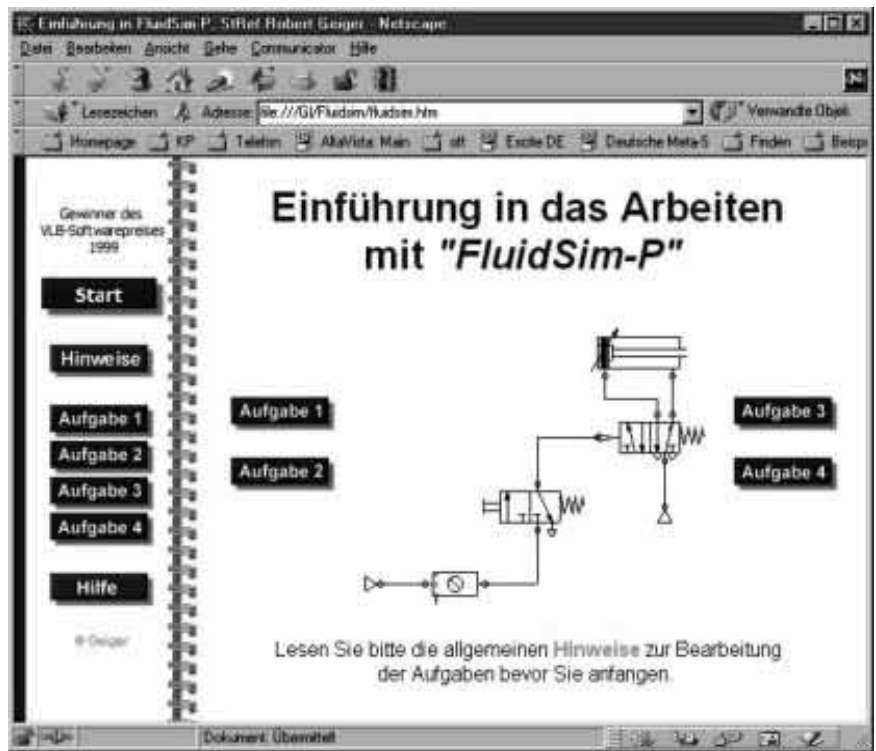 Einführung in FluidSim-P, StRef Robert Geiger - Netscape
Datei Bearbeiten Ansicht Gehe Communicator Hilfe
Lesezeichen Adresse: file:///G|/Fluidsim/fluidsim.htm Verwandte Objek
Homepage KP Telefon AltaVista: Main Excite DE Deutsche Meta-S Finden Beispi
Gewinner des
VLB-Softwarepreises
1999
Start
Hinweise
Aufgabe 1
Aufgabe 2
Aufgabe 3
Aufgabe 4
Hilfe
© Geiger
Einführung in das Arbeiten
mit "FluidSim-P"
Aufgabe 1
Aufgabe 2
Aufgabe 3
Aufgabe 4
Lesen Sie bitte die allgemeinen Hinweise zur Bearbeitung
der Aufgaben bevor Sie anfangen.
Dokument: Übermittelt